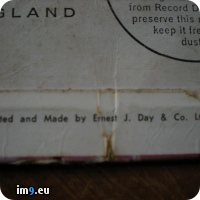 GLAND
from Record D
preserve this
keep it fre
dust
ted and Made by Ernest J. Day & Co. L
im9.eu